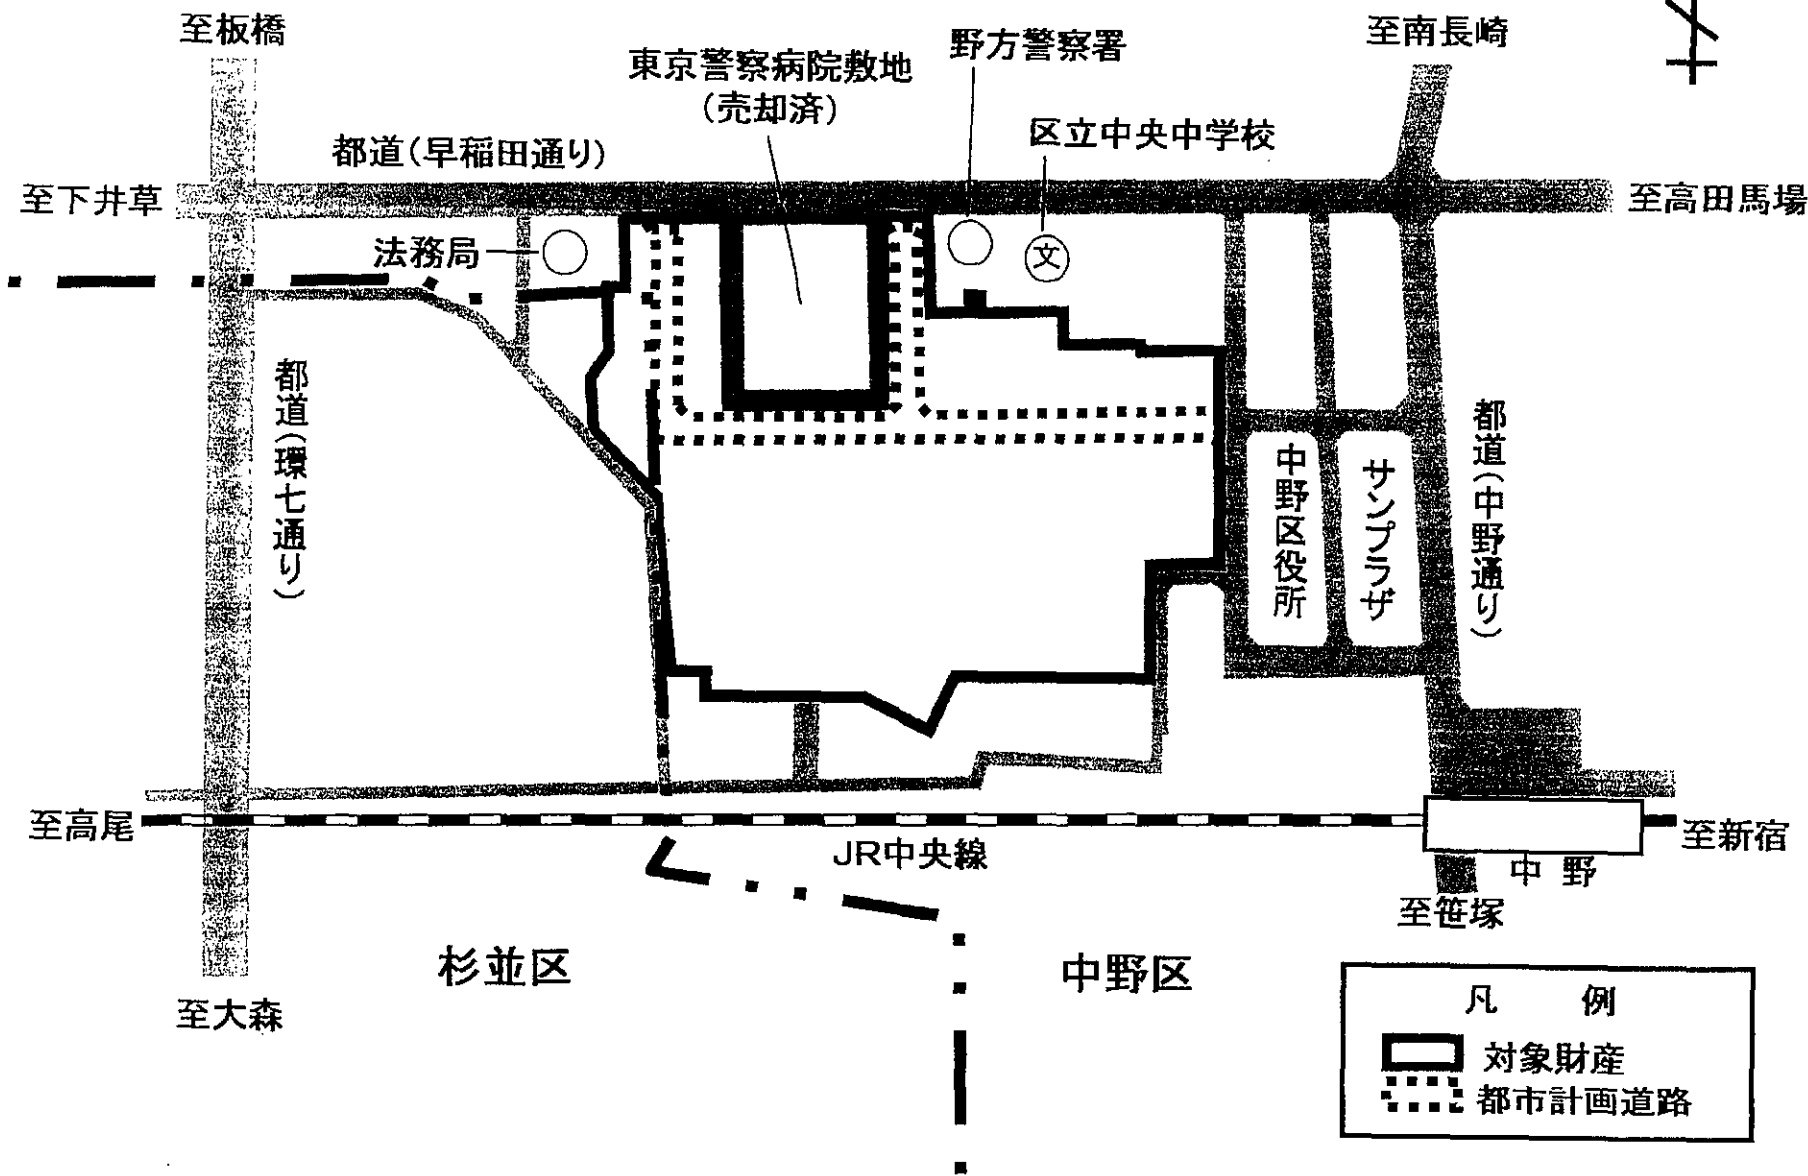 至板橋
東京警察病院敷地
(売却済)
野方警察署
至南長崎
都道(早稲田通り)
区立中央中学校
至下井草
至高田馬場
法務局
文
都道(環七通り)
中野区役所
サンプラザ
都道(中野通り)
至高尾
JR中央線
中野
至新宿
至笹塚
杉並区
中野区
至大森
凡例
対象財産
都市計画道路